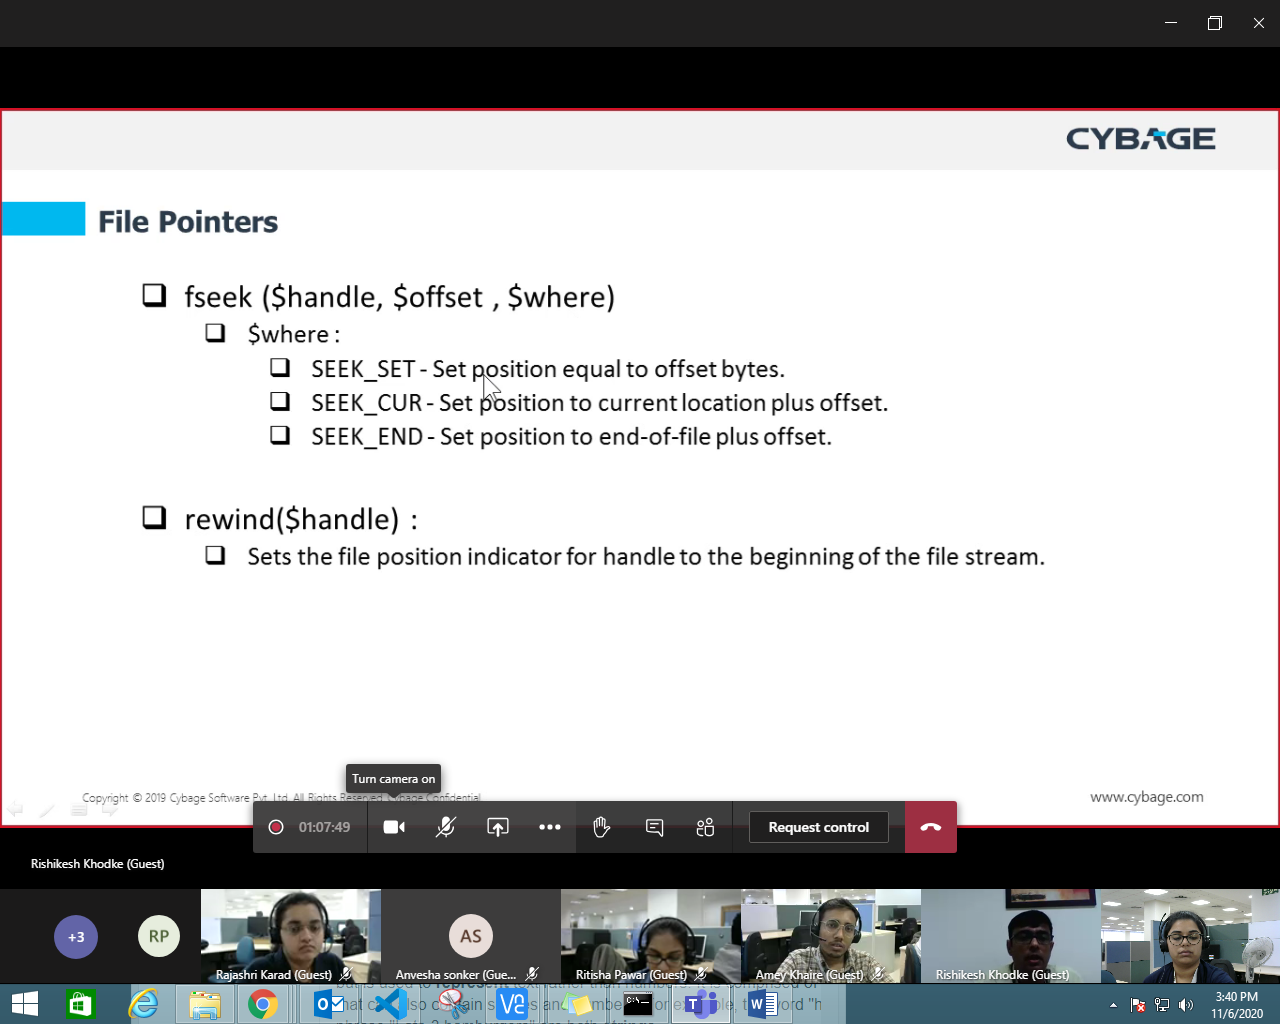 CYBAGE
File Pointers
fseek ($handle, $offset , $where)
$where :
SEEK_SET - Set position equal to offset bytes.
SEEK_CUR - Set position to current location plus offset.
SEEK_END - Set position to end-of-file plus offset.
rewind($handle) :
Sets the file position indicator for handle to the beginning of the file stream.
Turn camera on
Copyright © 2019 Cybage Software Pvt. Ltd. All Rights Reserved. Cybage Confidential
www.cybage.com
01:07:49
Request control
Rishikesh Khodke (Guest)
+3
RP
AS
Rajashri Karad (Guest)
Anvesha sonker (Gue...
Ritisha Pawar (Guest)
Amey Khaire (Guest)
Rishikesh Khodke (Guest)
3:40 PM
11/6/2020